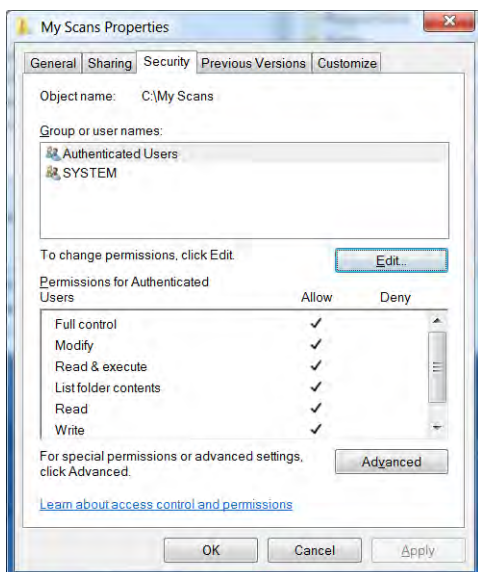 My Scans Properties
General Sharing Security Previous Versions Customize
Object name: C:\My Scans
Group or user names:
Authenticated Users
SYSTEM
To change permissions, click Edit.
Edit...
Permissions for Authenticated
Users Allow Deny
Full control
Modify
Read & execute
List folder contents
Read
Write
For special permissions or advanced settings,
click Advanced.
Advanced
Learn about access control and permissions
OK Cancel Apply